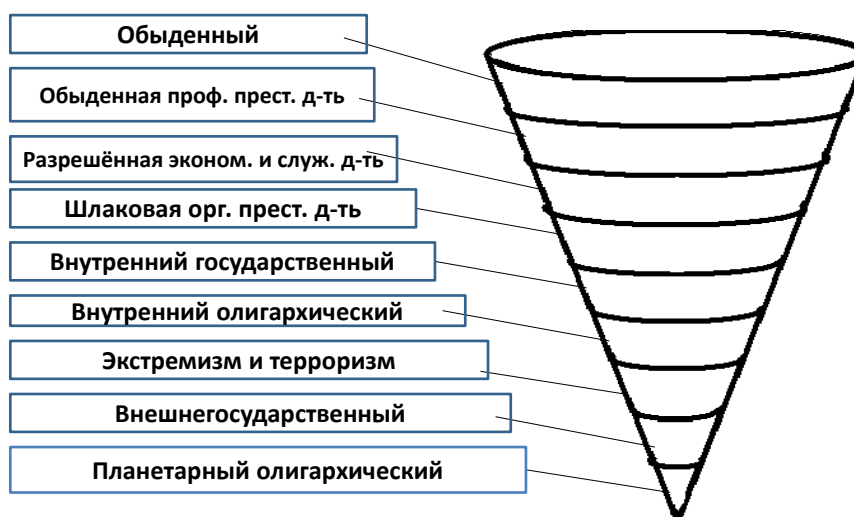 Обыденный
Обыденная проф. прест. д-ть
Разрешённая эконом. и служ. д-ть
Шлаковая орг. прест. д-ть
Внутренний государственный
Внутренний олигархический
Экстремизм и терроризм
Внешнегосударственный
Планетарный олигархический